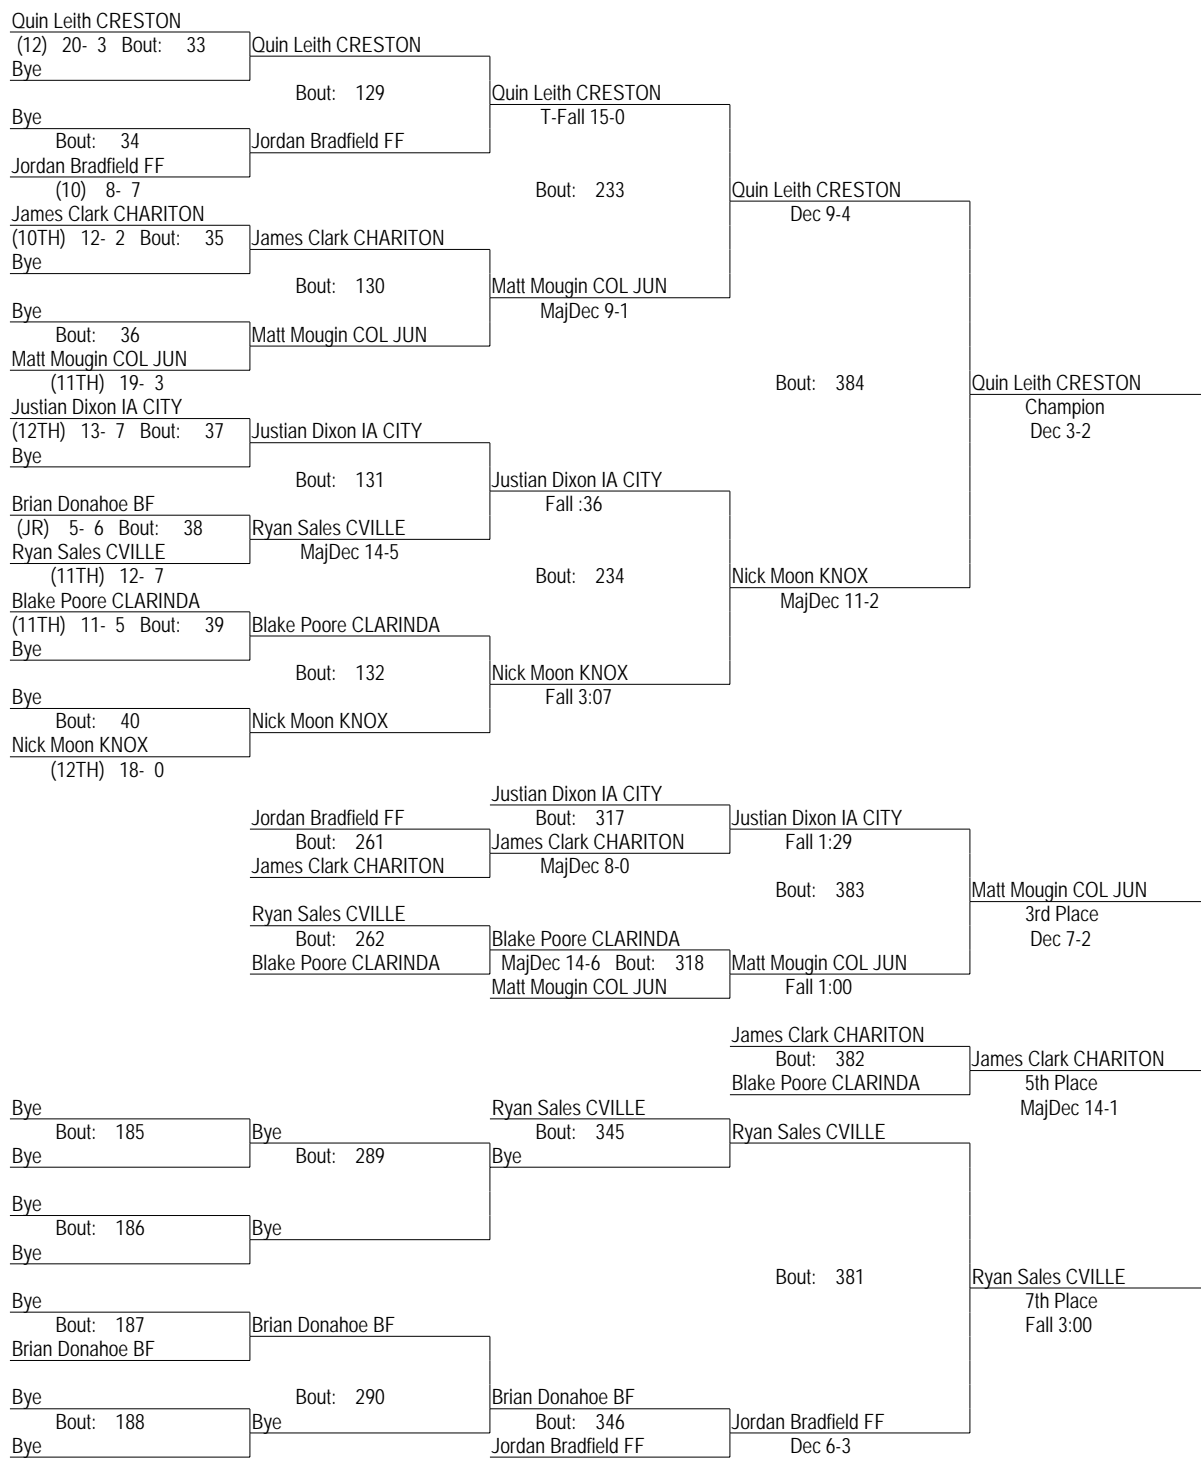 Quin Leith CRESTON
(12) 20- 3 Bout: 33 Quin Leith CRESTON
Bye
Bout: 129 Quin Leith CRESTON
Bye T-Fall 15-0
Bout: 34 Jordan Bradfield FF
Jordan Bradfield FF
(10) 8- 7 Bout: 233 Quin Leith CRESTON
James Clark CHARITON Dec 9-4
(10TH) 12- 2 Bout: 35 James Clark CHARITON
Bye
Bout: 130 Matt Mougin COL JUN
Bye MajDec 9-1
Bout: 36 Matt Mougin COL JUN
Matt Mougin COL JUN
(11TH) 19- 3 Bout: 384 Quin Leith CRESTON
Justian Dixon IA CITY Champion
(12TH) 13- 7 Bout: 37 Justian Dixon IA CITY Dec 3-2
Bye
Bout: 131 Justian Dixon IA CITY
Brian Donahoe BF Fall :36
(JR) 5- 6 Bout: 38 Ryan Sales CVILLE
Ryan Sales CVILLE MajDec 14-5
(11TH) 12- 7 Bout: 234 Nick Moon KNOX
Blake Poore CLARINDA MajDec 11-2
(11TH) 11- 5 Bout: 39 Blake Poore CLARINDA
Bye
Bout: 132 Nick Moon KNOX
Bye Fall 3:07
Bout: 40 Nick Moon KNOX
Nick Moon KNOX
(12TH) 18- 0
Justian Dixon IA CITY
Jordan Bradfield FF Bout: 317 Justian Dixon IA CITY
Bout: 261 James Clark CHARITON Fall 1:29
James Clark CHARITON MajDec 8-0
Bout: 383 Matt Mougin COL JUN
Ryan Sales CVILLE 3rd Place
Bout: 262 Blake Poore CLARINDA Dec 7-2
Blake Poore CLARINDA MajDec 14-6 Bout: 318 Matt Mougin COL JUN
Matt Mougin COL JUN Fall 1:00
James Clark CHARITON
Bout: 382 James Clark CHARITON
Blake Poore CLARINDA 5th Place
Bye Ryan Sales CVILLE MajDec 14-1
Bout: 185 Bye Bout: 345 Ryan Sales CVILLE
Bye Bout: 289 Bye
Bye
Bout: 186 Bye
Bye
Bout: 381 Ryan Sales CVILLE
Bye 7th Place
Bout: 187 Brian Donahoe BF Fall 3:00
Brian Donahoe BF
Bye Bout: 290 Brian Donahoe BF
Bout: 188 Bye Bout: 346 Jordan Bradfield FF
Bye Jordan Bradfield FF Dec 6-3